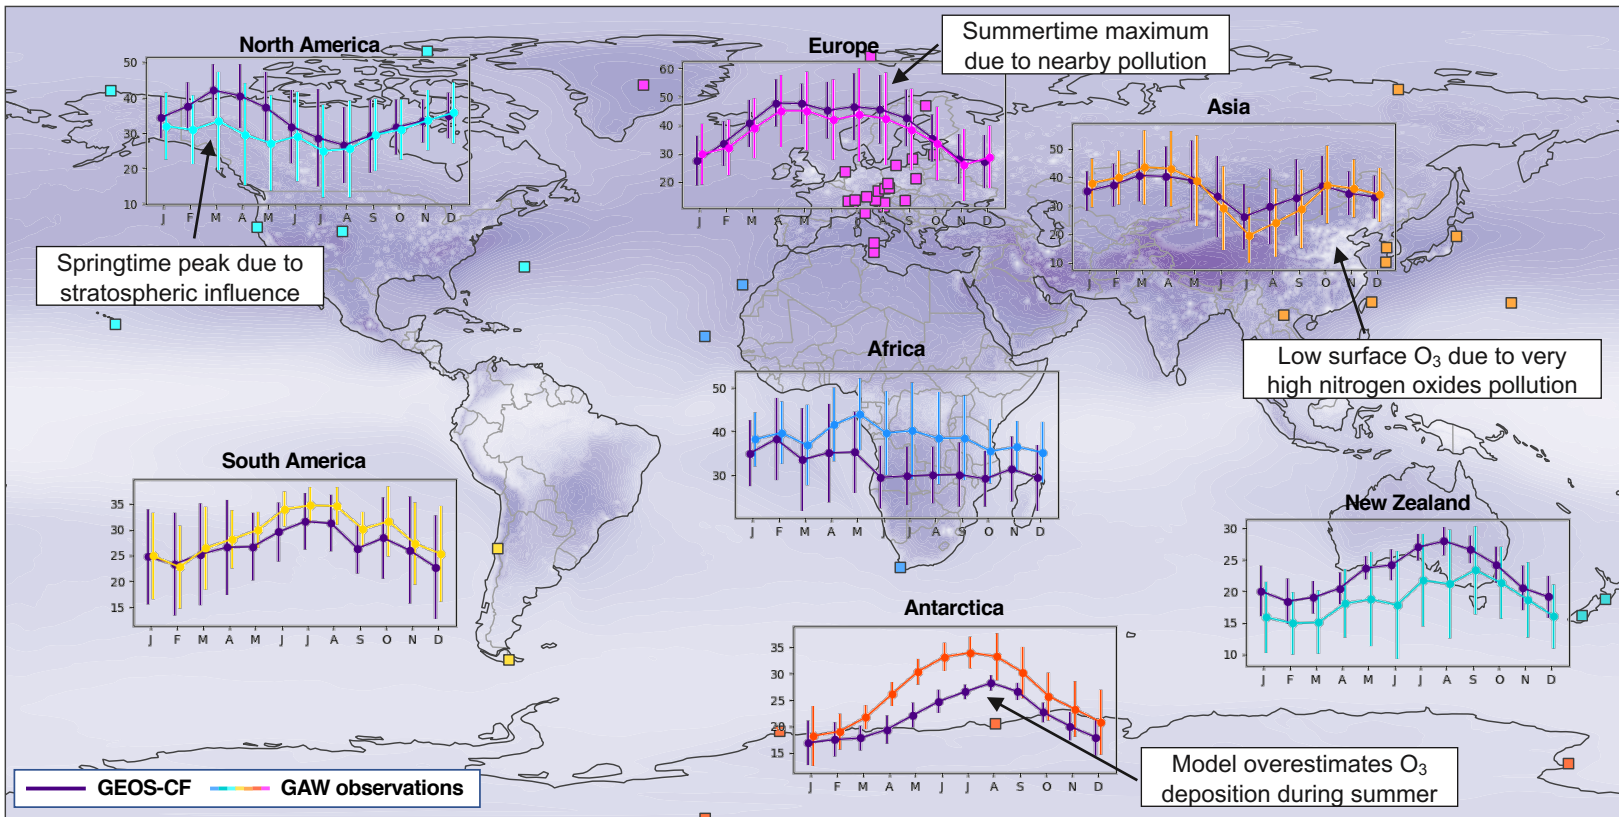 North America
50
40
30
20
10
J F M A M J J A S O N D
Springtime peak due to
stratospheric influence
Europe
60
50
40
30
20
J F M A M J J A S O N D
Summertime maximum
due to nearby pollution
Asia
50
40
30
20
10
J F M A M J J A S O N D
Low surface O₃ due to very
high nitrogen oxides pollution
Africa
50
40
30
J F M A M J J A S O N D
South America
35
30
25
20
15
J F M A M J J A S O N D
New Zealand
30
25
20
15
10
J F M A M J J A S O N D
Antarctica
35
30
25
20
15
J F M A M J J A S O N D
Model overestimates O₃
deposition during summer
GEOS-CF GAW observations